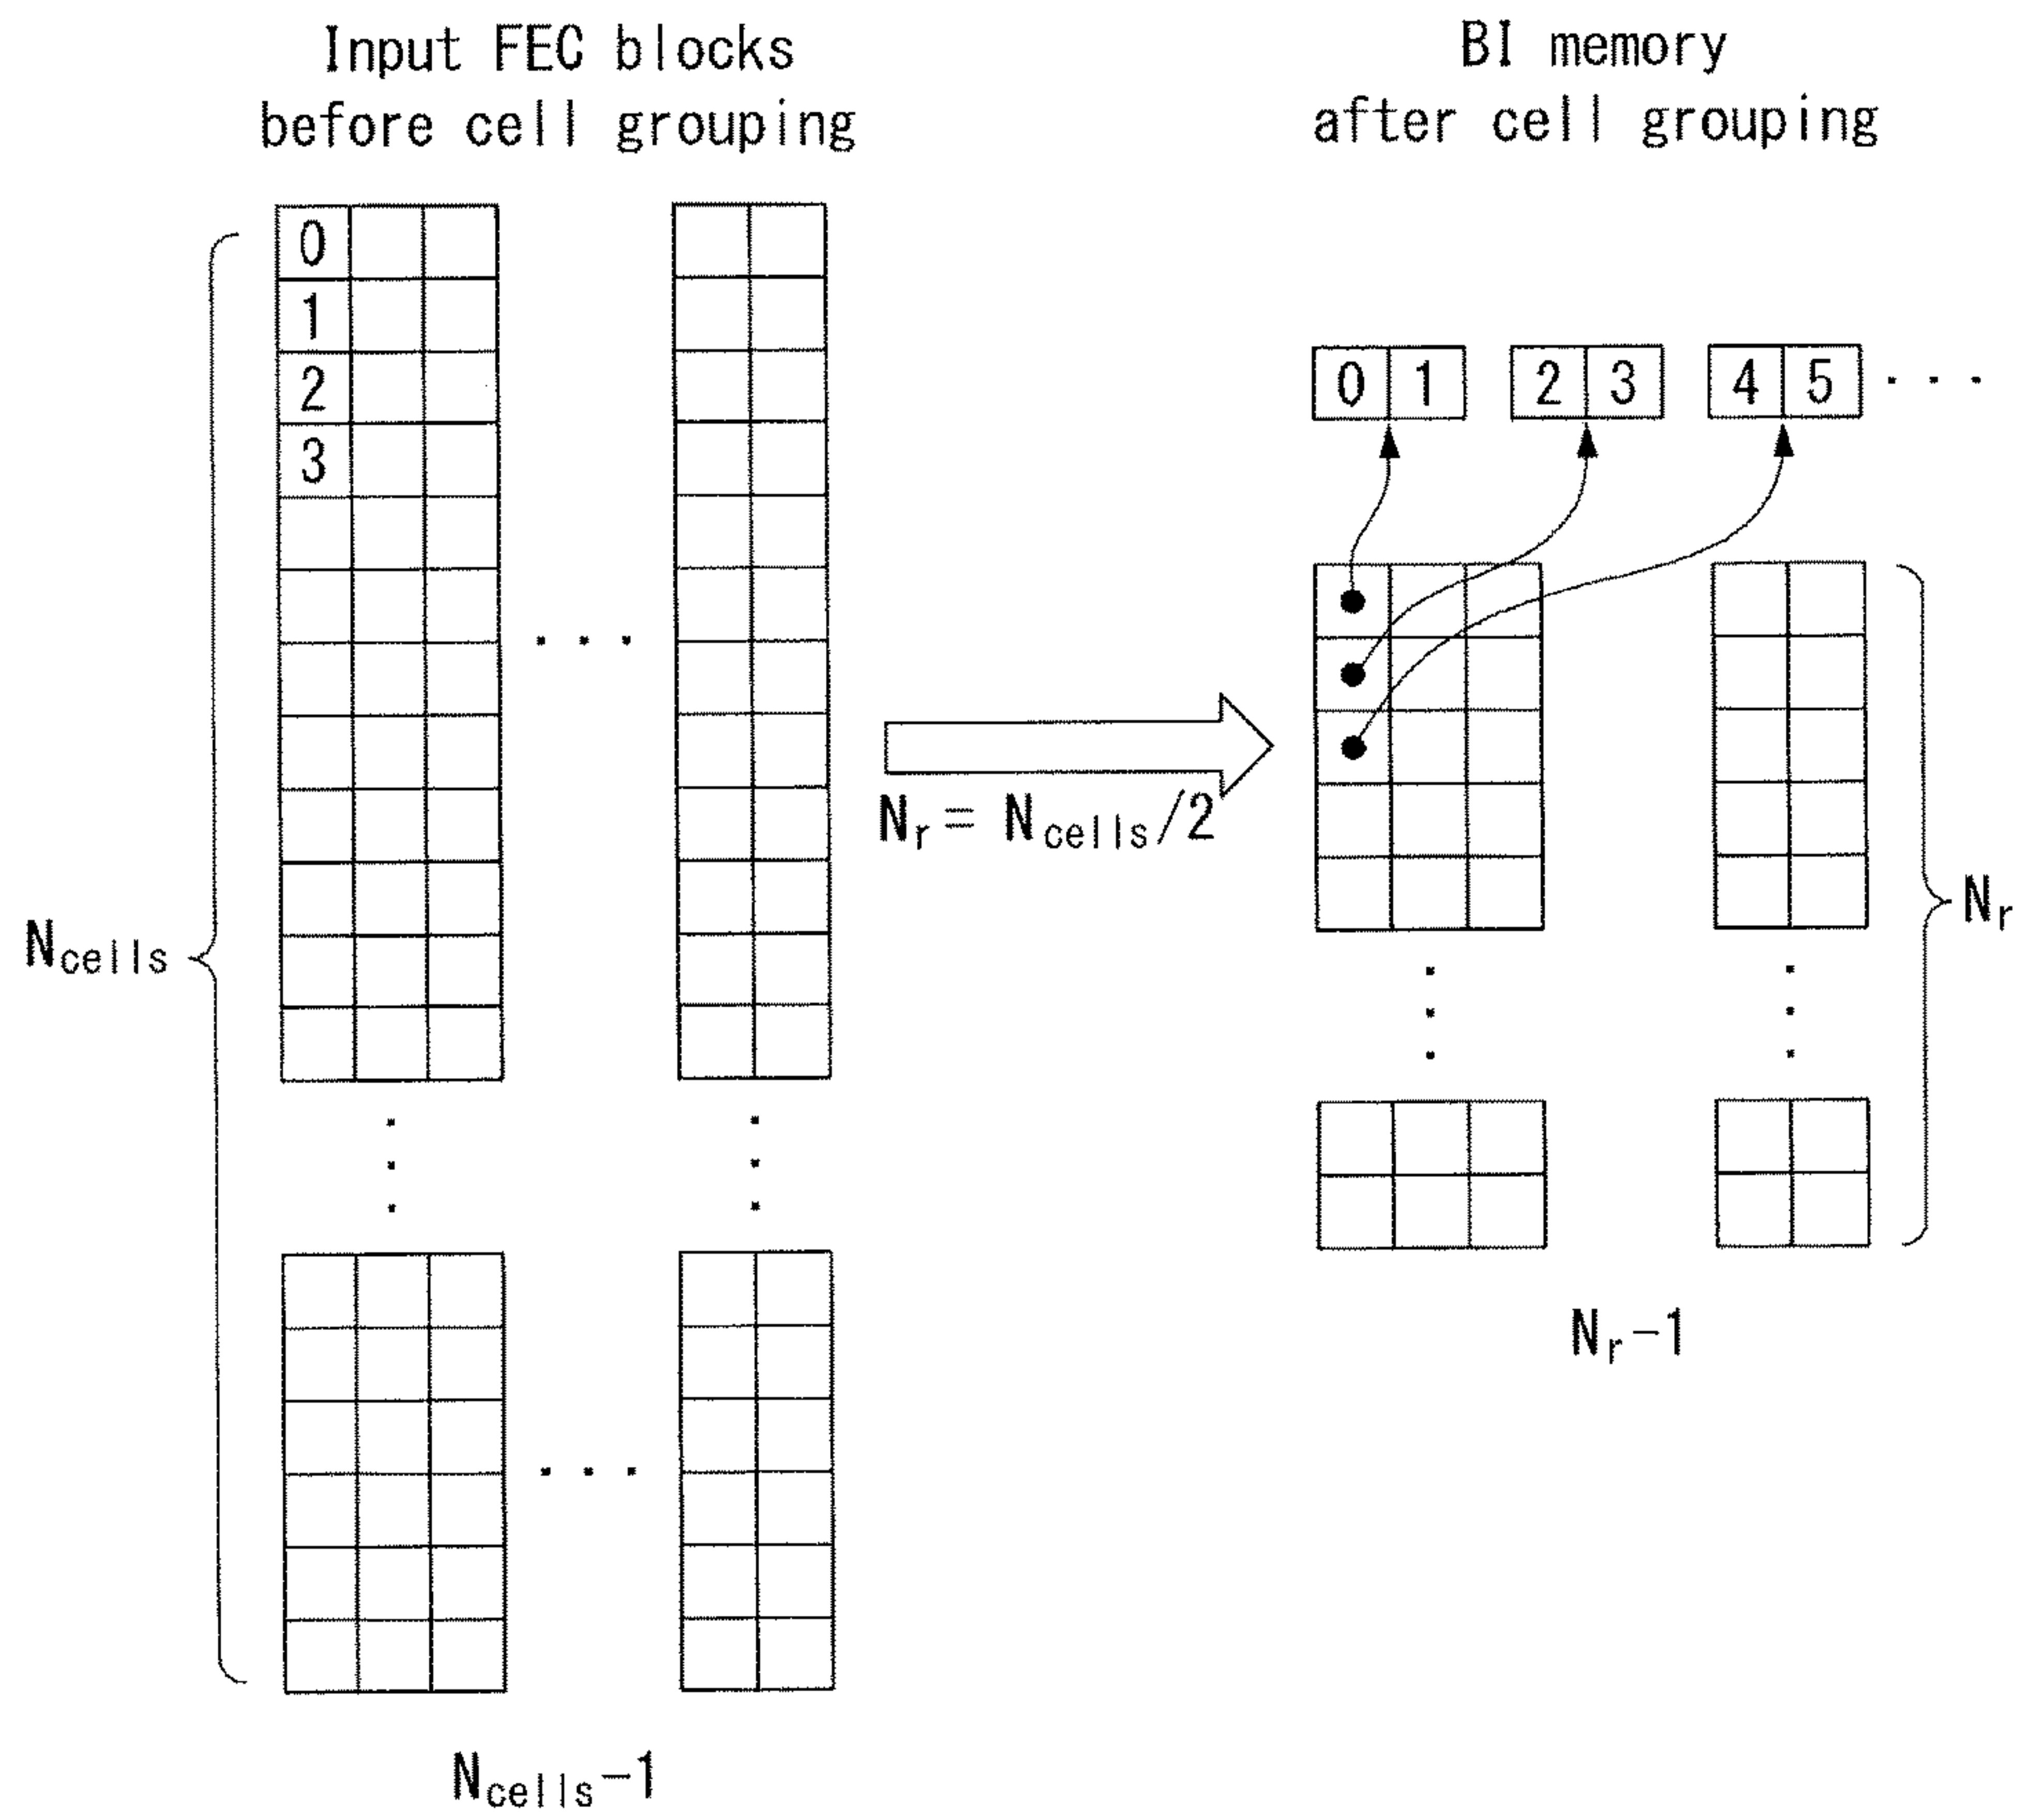 Input FEC blocks
before cell grouping
BI memory
after cell grouping
0
1
2
3
0 1 2 3 4 5 . . .
Nr = Ncells/2
Ncells
Nr
Nr-1
Ncells-1